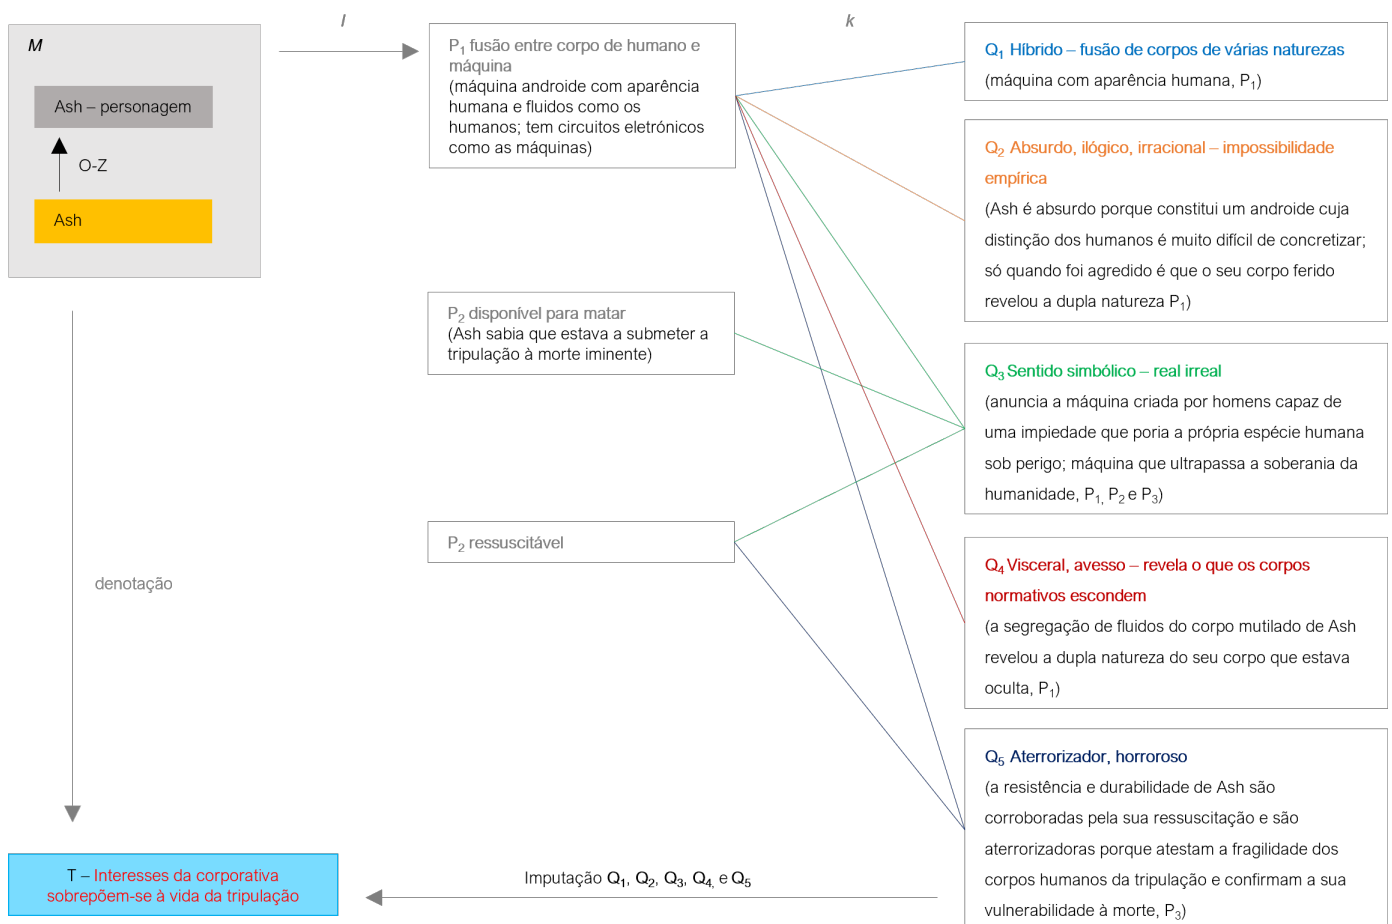 M
Ash – personagem
O-Z
Ash
I
P₁ fusão entre corpo de humano e
máquina
(máquina androide com aparência
humana e fluidos como os
humanos; tem circuitos eletrónicos
como as máquinas)
P₂ disponível para matar
(Ash sabia que estava a submeter a
tripulação à morte iminente)
P₂ ressuscitável
k
Q₁ Híbrido – fusão de corpos de várias naturezas
(máquina com aparência humana, P₁)
Q₂ Absurdo, ilógico, irracional – impossibilidade
empírica
(Ash é absurdo porque constitui um androide cuja
distinção dos humanos é muito difícil de concretizar;
só quando foi agredido é que o seu corpo ferido
revelou a dupla natureza P₁)
Q₃ Sentido simbólico – real irreal
(anuncia a máquina criada por homens capaz de
uma impiedade que poria a própria espécie humana
sob perigo; máquina que ultrapassa a soberania da
humanidade, P₁, P₂ e P₃)
Q₄ Visceral, avesso – revela o que os corpos
normativos escondem
(a segregação de fluidos do corpo mutilado de Ash
revelou a dupla natureza do seu corpo que estava
oculta, P₁)
Q₅ Aterrorizador, horroroso
(a resistência e durabilidade de Ash são
corroboradas pela sua ressuscitação e são
aterrorizadoras porque atestam a fragilidade dos
corpos humanos da tripulação e confirmam a sua
vulnerabilidade à morte, P₃)
denotação
T – Interesses da corporativa
sobrepõem-se à vida da tripulação
Imputação Q₁, Q₂, Q₃, Q₄, e Q₅